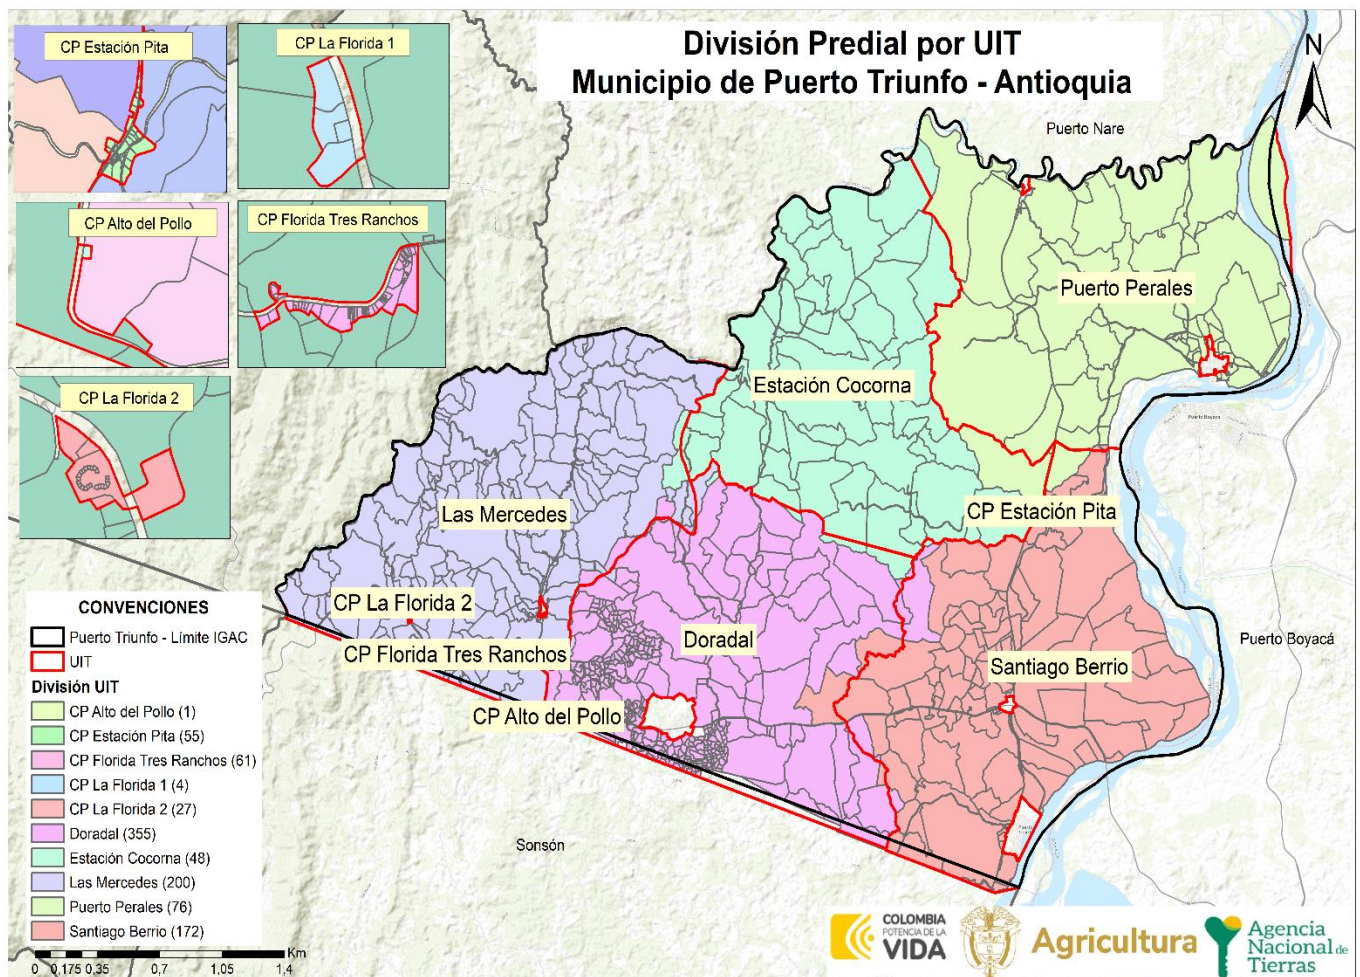 División Predial por UIT
Municipio de Puerto Triunfo - Antioquia
N
CP Estación Pita
CP La Florida 1
CP Alto del Pollo
CP Florida Tres Ranchos
CP La Florida 2
Puerto Nare
Puerto Perales
Estación Cocorna
Puerto Boyacá
Las Mercedes
CP Estación Pita
CP La Florida 2
Doradal
Puerto Boyacá
CP Florida Tres Ranchos
Santiago Berrio
CP Alto del Pollo
Sonsón
CONVENCIONES
Puerto Triunfo - Límite IGAC
UIT
División UIT
CP Alto del Pollo (1)
CP Estación Pita (55)
CP Florida Tres Ranchos (61)
CP La Florida 1 (4)
CP La Florida 2 (27)
Doradal (355)
Estación Cocorna (48)
Las Mercedes (200)
Puerto Perales (76)
Santiago Berrio (172)
Km
0 0,175 0,35 0,7 1,05 1,4
COLOMBIA
POTENCIA DE LA
VIDA
Agricultura
Agencia
Nacional de
Tierras